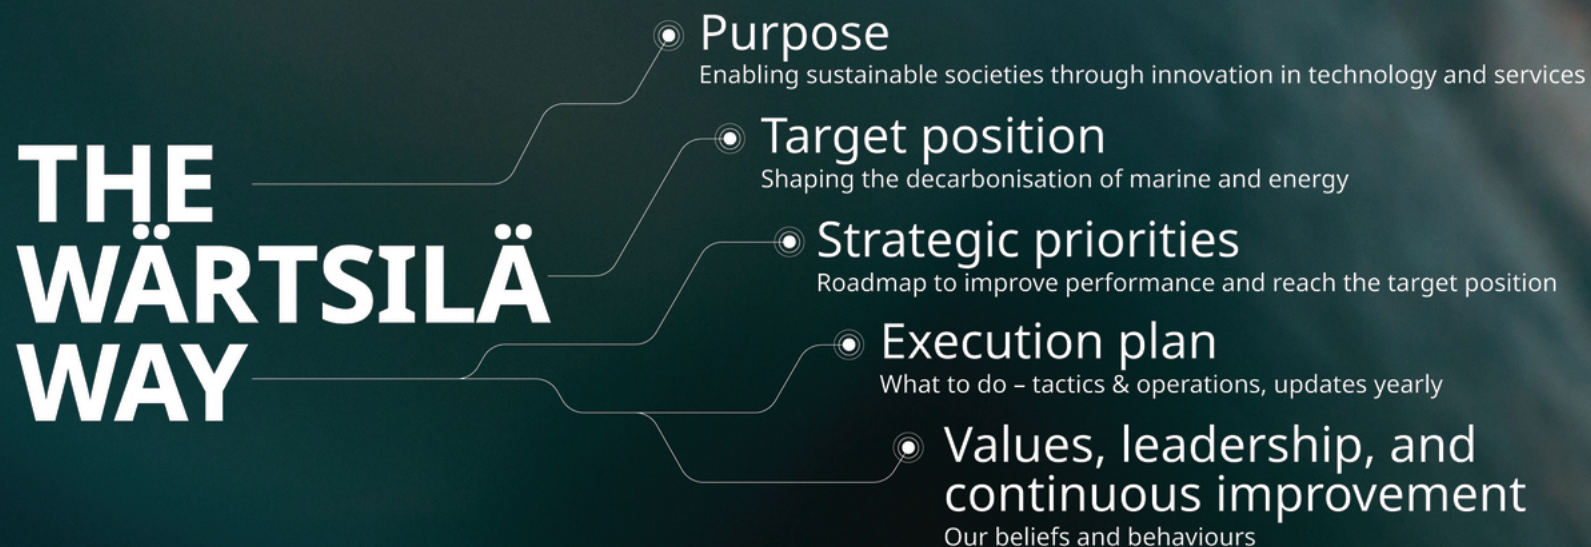 THE
WÄRTSILÄ
WAY
Purpose
Enabling sustainable societies through innovation in technology and services
Target position
Shaping the decarbonisation of marine and energy
Strategic priorities
Roadmap to improve performance and reach the target position
Execution plan
What to do – tactics & operations, updates yearly
Values, leadership, and
continuous improvement
Our beliefs and behaviours